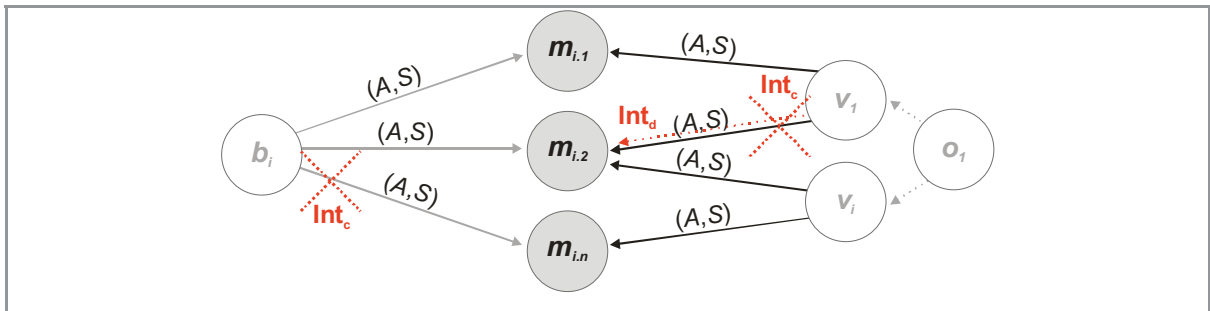 m_{i.1}
(A,S)
(A,S)
Int_c
v_1
Int_d
(A,S)
(A,S)
b_i
m_{i.2}
o_1
(A,S)
(A,S)
v_i
Int_c
(A,S)
m_{i.n}